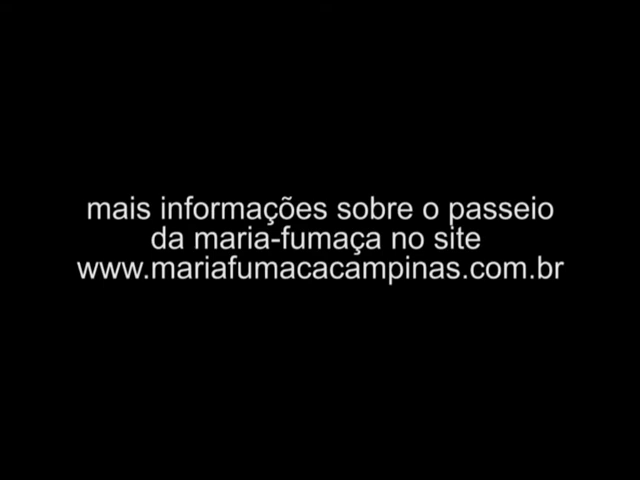 mais informações sobre o passeio
da maria-fumaça no site
www.mariafumacacampinas.com.br